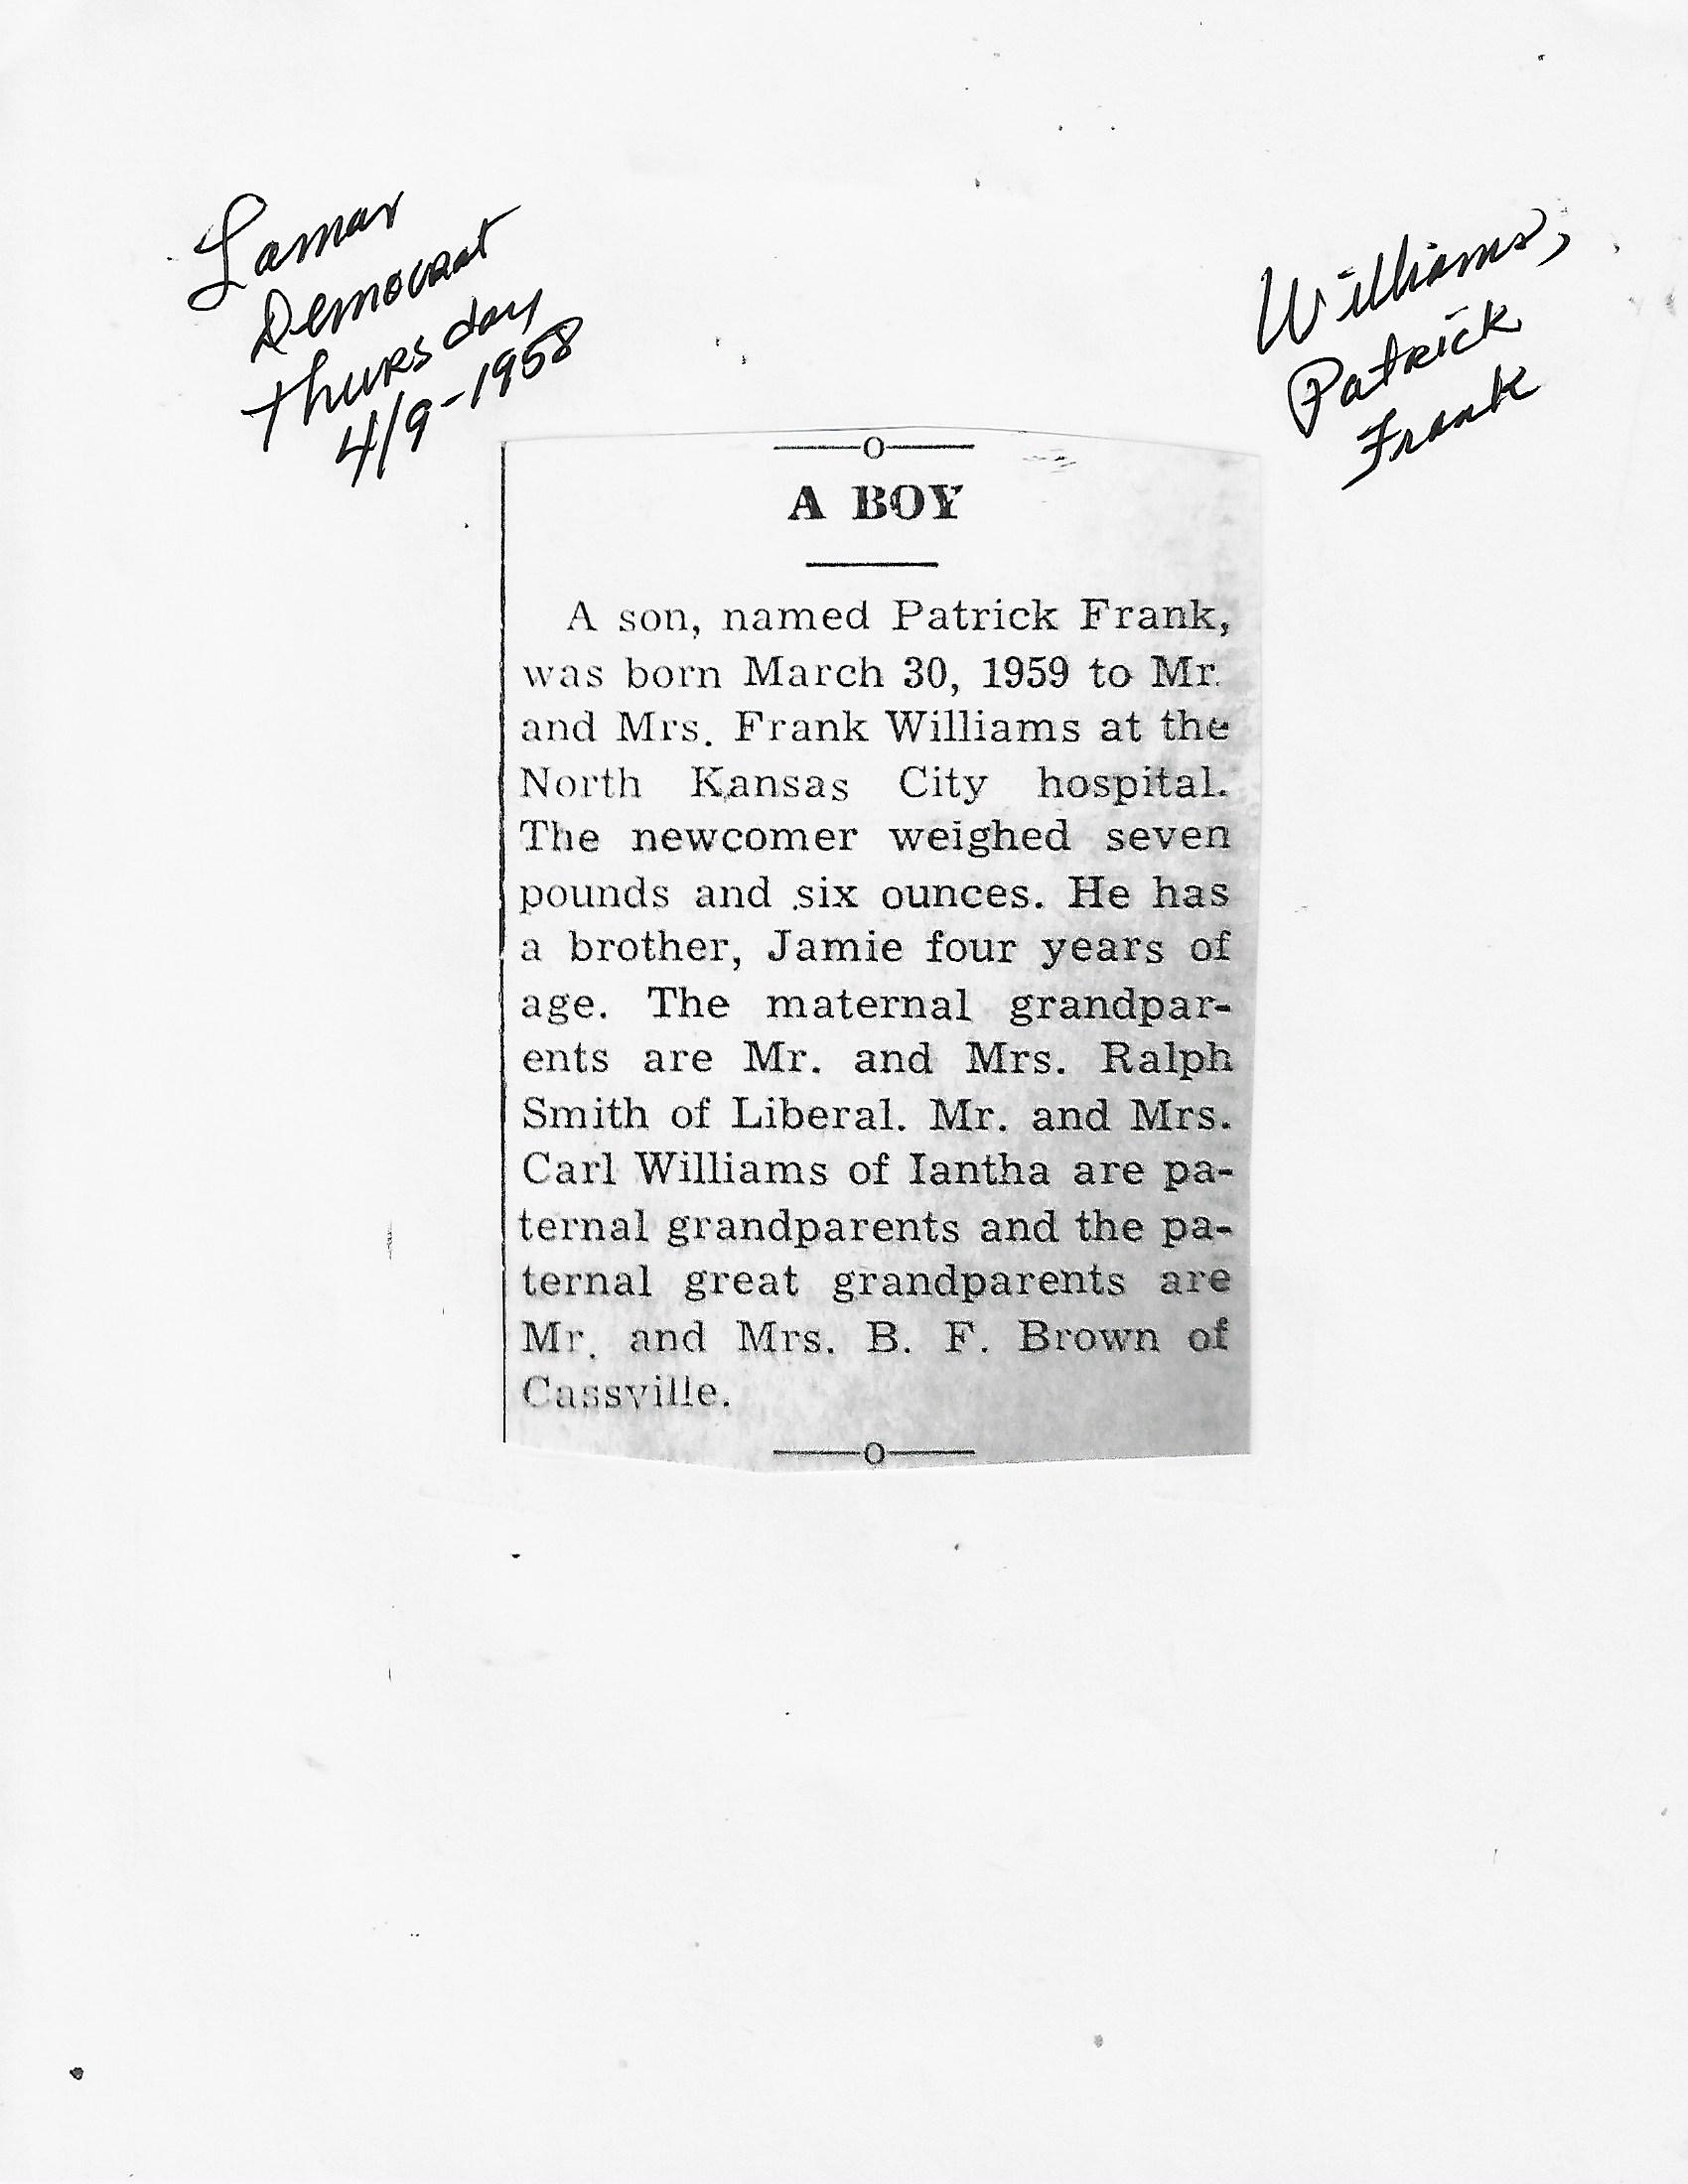 Lamar
Democrat
Thursday
4/9-1958
Williams,
Patrick
Frank
A BOY
A son, named Patrick Frank,
was born March 30, 1959 to Mr.
and Mrs. Frank Williams at the
North Kansas City hospital.
The newcomer weighed seven
pounds and six ounces. He has
a brother, Jamie four years of
age. The maternal grandpar-
ents are Mr. and Mrs. Ralph
Smith of Liberal. Mr. and Mrs.
Carl Williams of Iantha are pa-
ternal grandparents and the pa-
ternal great grandparents are
Mr. and Mrs. B. F. Brown of
Cassville.